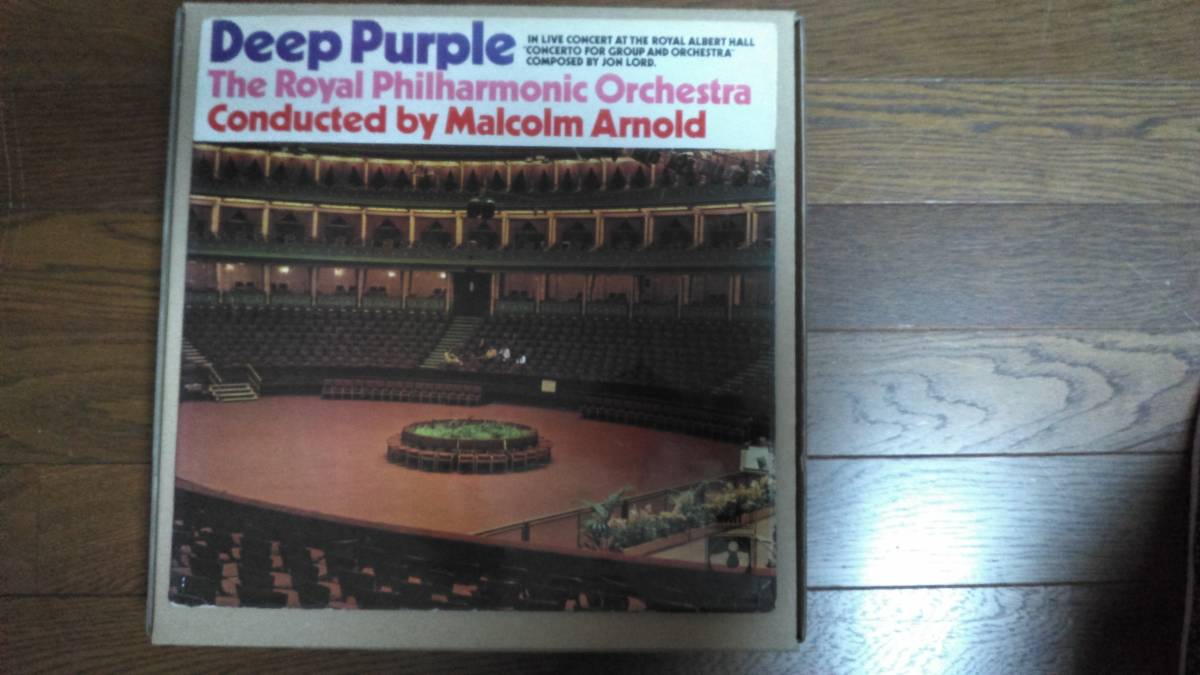 Deep Purple
IN LIVE CONCERT AT THE ROYAL ALBERT HALL
"CONCERTO FOR GROUP AND ORCHESTRA"
COMPOSED BY JON LORD.
The Royal Philharmonic Orchestra
Conducted by Malcolm Arnold